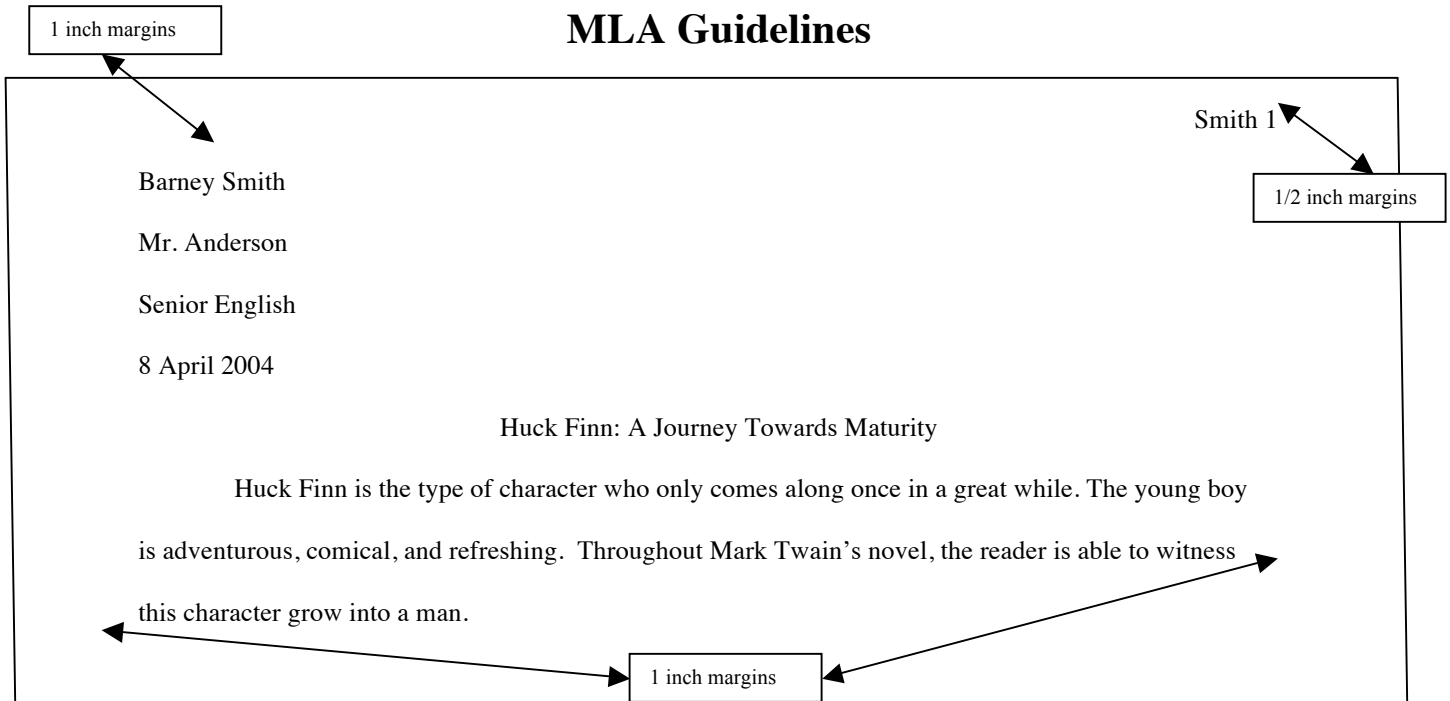 1 inch margins
MLA Guidelines
Smith 1
1/2 inch margins
Barney Smith
Mr. Anderson
Senior English
8 April 2004
Huck Finn: A Journey Towards Maturity
Huck Finn is the type of character who only comes along once in a great while. The young boy
is adventurous, comical, and refreshing.  Throughout Mark Twain’s novel, the reader is able to witness
this character grow into a man.
1 inch margins